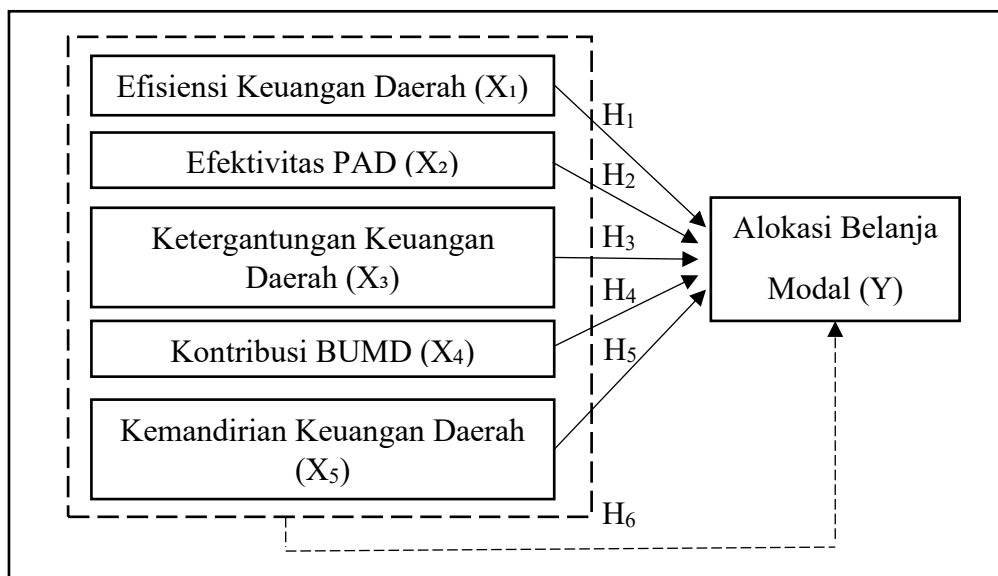 Efisiensi Keuangan Daerah (X₁)
H₁
Efektivitas PAD (X₂)
H₂
Ketergantungan Keuangan
Daerah (X₃)
H₃
Kontribusi BUMD (X₄)
H₄
Kemandirian Keuangan Daerah
(X₅)
H₅
H₆
Alokasi Belanja
Modal (Y)